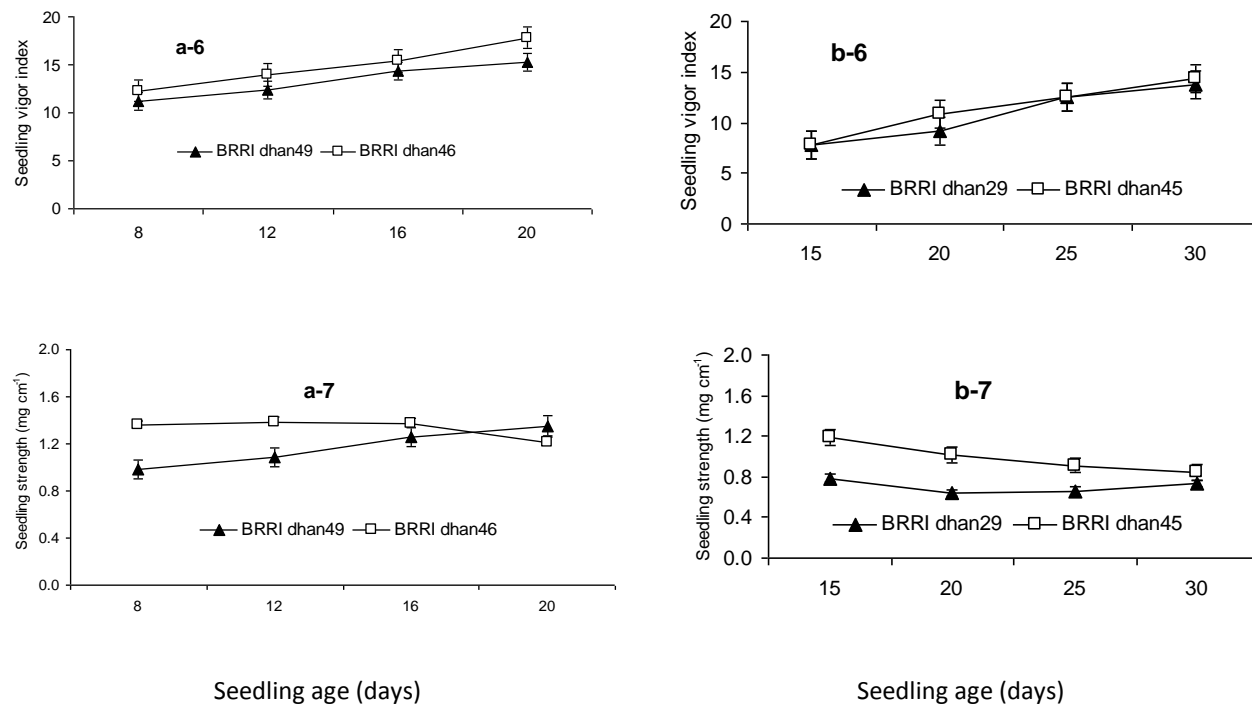 a-6
Seedling vigor index
20
15
10
5
0
BRRI dhan49
BRRI dhan46
8 12 16 20
b-6
Seedling vigor index
20
15
10
5
0
BRRI dhan29
BRRI dhan45
15 20 25 30
a-7
Seedling strength (mg cm⁻¹)
2.0
1.6
1.2
0.8
0.4
0.0
BRRI dhan49
BRRI dhan46
8 12 16 20
b-7
Seedling strength (mg cm⁻¹)
2.0
1.6
1.2
0.8
0.4
0.0
BRRI dhan29
BRRI dhan45
15 20 25 30
Seedling age (days)
Seedling age (days)